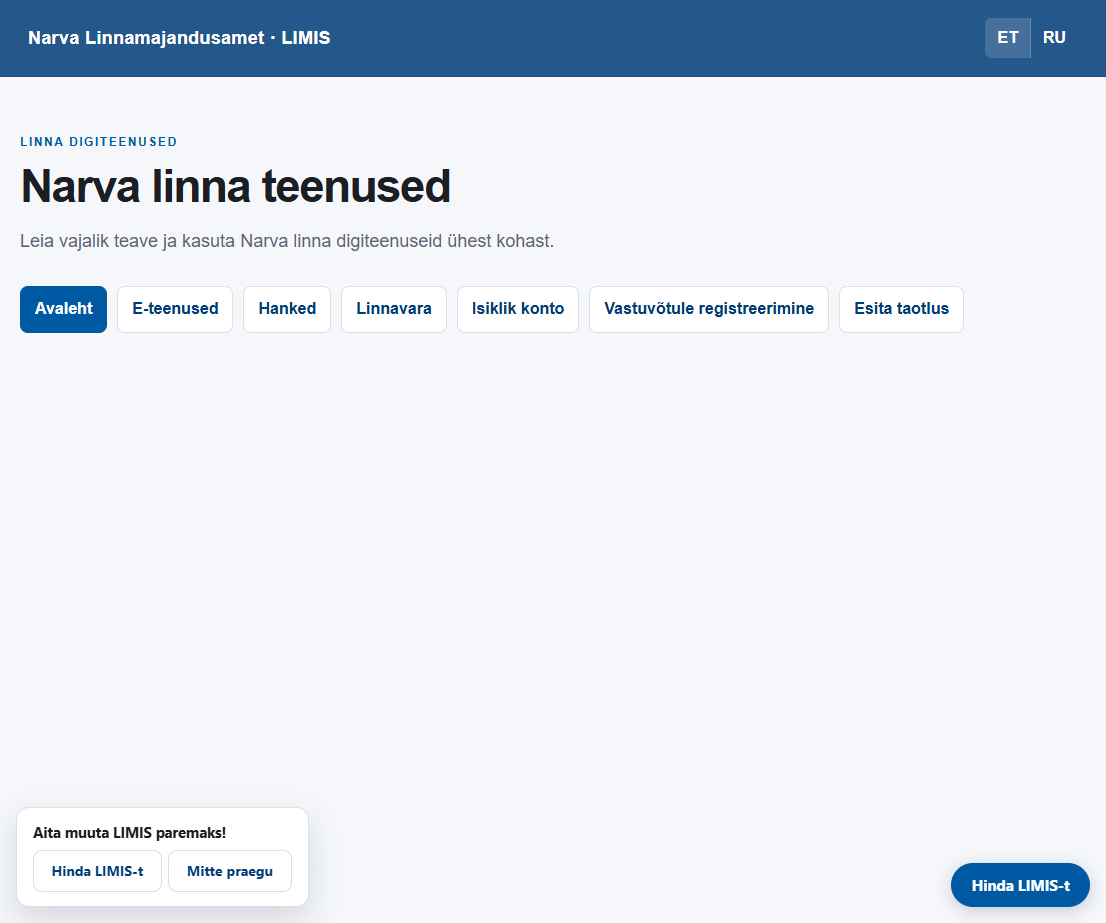 Narva Linnamajandusamet · LIMIS
ET RU
LINNA DIGITEENUSED
Narva linna teenused
Leia vajalik teave ja kasuta Narva linna digiteenuseid ühest kohast.
Avaleht E-teenused Hanked Linnavara Isiklik konto Vastuvõtule registreerimine Esita taotlus
Aita muuta LIMIS paremaks!
Hinda LIMIS-t Mitte praegu
Hinda LIMIS-t